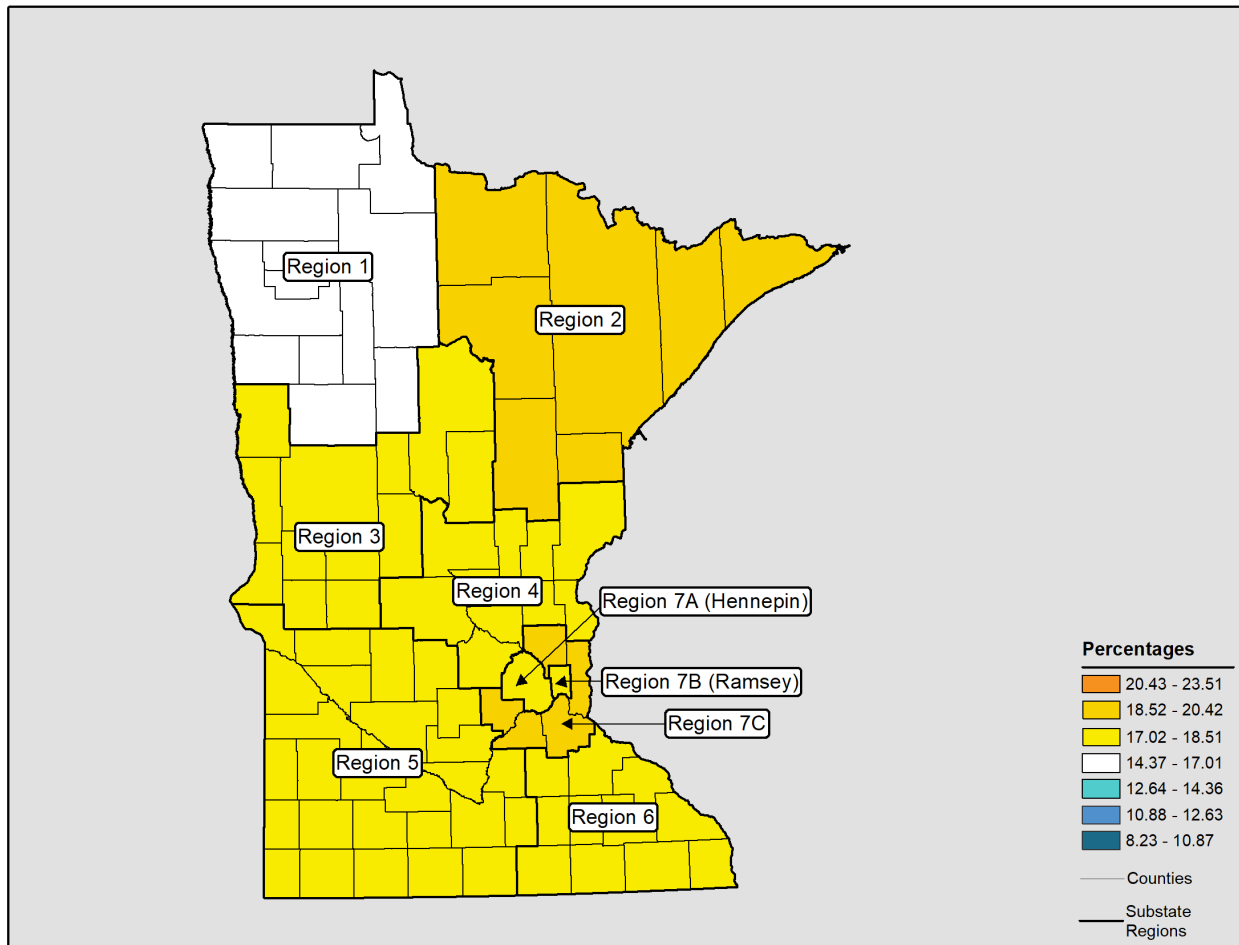 Region 1
Region 2
Region 3
Region 4
Region 7A (Hennepin)
Region 7B (Ramsey)
Region 7C
Region 5
Region 6
Percentages
20.43 - 23.51
18.52 - 20.42
17.02 - 18.51
14.37 - 17.01
12.64 - 14.36
10.88 - 12.63
8.23 - 10.87
Counties
Substate
Regions